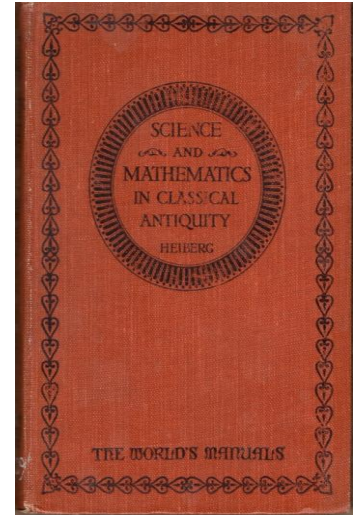 SCIENCE
AND
MATHEMATICS
IN CLASSICAL
ANTIQUITY
HEIBERG
THE WORLD'S MANUALS